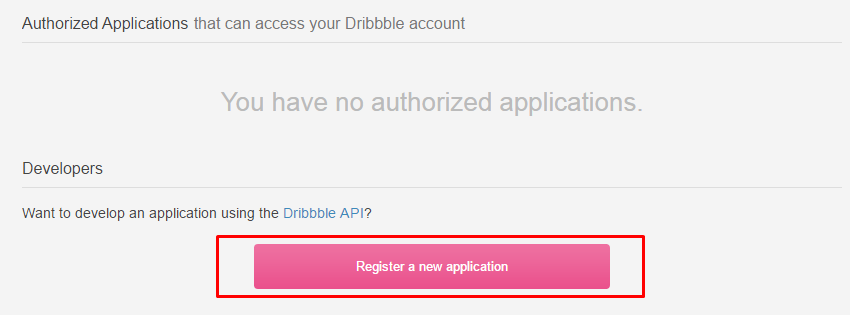 Authorized Applications that can access your Dribbble account
You have no authorized applications.
Developers
Want to develop an application using the Dribbble API?
Register a new application